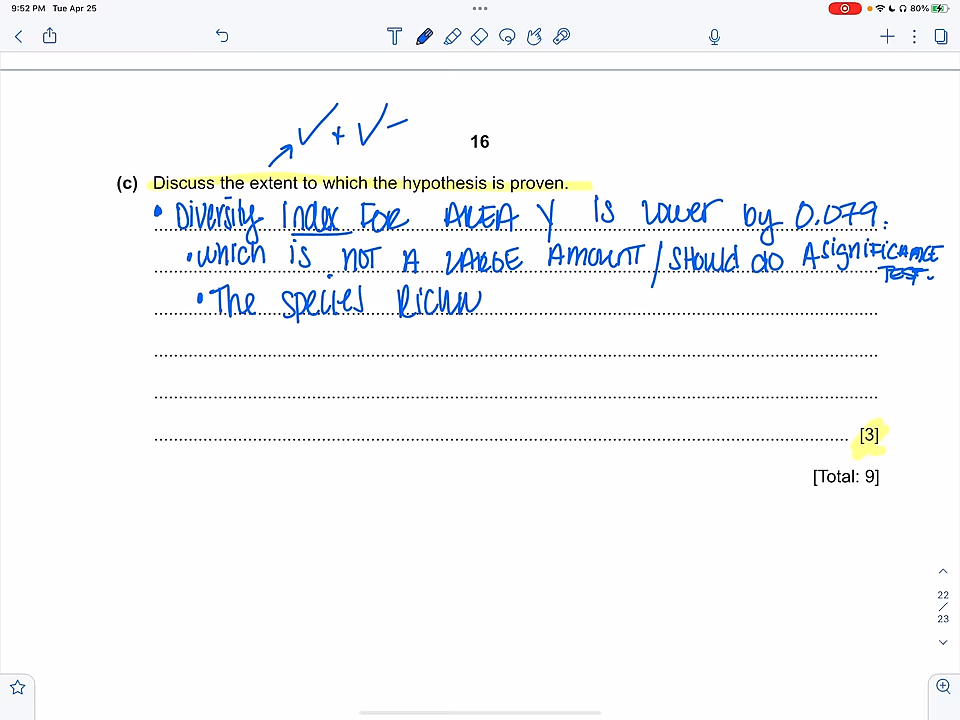 9:52 PM Tue Apr 25
80%
16
(c) Discuss the extent to which the hypothesis is proven.
• Diversity Index FOR AREA Y is lower by 0.079.
• which is NOT A LARGE AMOUNT / should do A significance
TEST.
• The species Richn
[3]
[Total: 9]
22
/
23